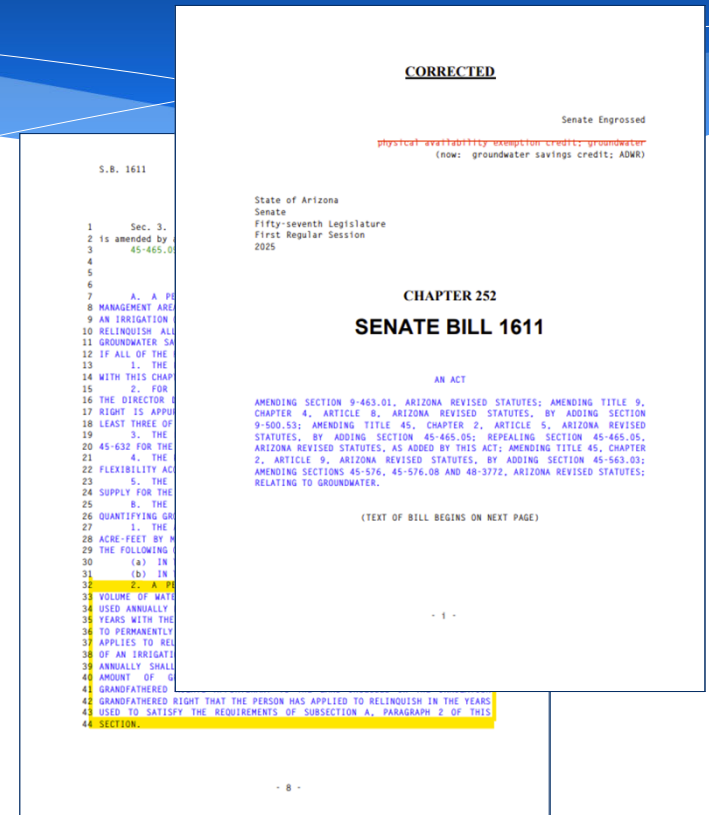 CORRECTED
Senate Engrossed
physical availability exemption credit; groundwater
(now: groundwater savings credit; ADWR)
State of Arizona
Senate
Fifty-seventh Legislature
First Regular Session
2025
CHAPTER 252
SENATE BILL 1611
AN ACT
AMENDING SECTION 9-463.01, ARIZONA REVISED STATUTES; AMENDING TITLE 9,
CHAPTER 4, ARTICLE 8, ARIZONA REVISED STATUTES, BY ADDING SECTION
9-500.53; AMENDING TITLE 45, CHAPTER 2, ARTICLE 5, ARIZONA REVISED
STATUTES, BY ADDING SECTION 45-465.05; REPEALING SECTION 45-465.05,
ARIZONA REVISED STATUTES, AS ADDED BY THIS ACT; AMENDING TITLE 45, CHAPTER
2, ARTICLE 9, ARIZONA REVISED STATUTES, BY ADDING SECTION 45-563.03;
AMENDING SECTIONS 45-576, 45-576.08 AND 48-3772, ARIZONA REVISED STATUTES;
RELATING TO GROUNDWATER.
(TEXT OF BILL BEGINS ON NEXT PAGE)
- i -
S.B. 1611
1 Sec. 3.
2 is amended by
3 45-465.0
4
5
6
7 A. A PE
8 MANAGEMENT AREA
9 AN IRRIGATION
10 RELINQUISH ALL
11 GROUNDWATER SA
12 IF ALL OF THE
13 1. THE
14 WITH THIS CHAP
15 2. FOR
16 THE DIRECTOR D
17 RIGHT IS APPU
18 LEAST THREE OF
19 3. THE
20 45-632 FOR THE
21 4. THE
22 FLEXIBILITY AC
23 5. THE
24 SUPPLY FOR THE
25 B. THE
26 QUANTIFYING GR
27 1. THE
28 ACRE-FEET BY M
29 THE FOLLOWING
30 (a) IN
31 (b) IN
32 2. A PE
33 VOLUME OF WATE
34 USED ANNUALLY
35 YEARS WITH THE
36 TO PERMANENTLY
37 APPLIES TO REL
38 OF AN IRRIGATI
39 ANNUALLY SHALL
40 AMOUNT OF G
41 GRANDFATHERED
42 GRANDFATHERED RIGHT THAT THE PERSON HAS APPLIED TO RELINQUISH IN THE YEARS
43 USED TO SATISFY THE REQUIREMENTS OF SUBSECTION A, PARAGRAPH 2 OF THIS
44 SECTION.
- 8 -